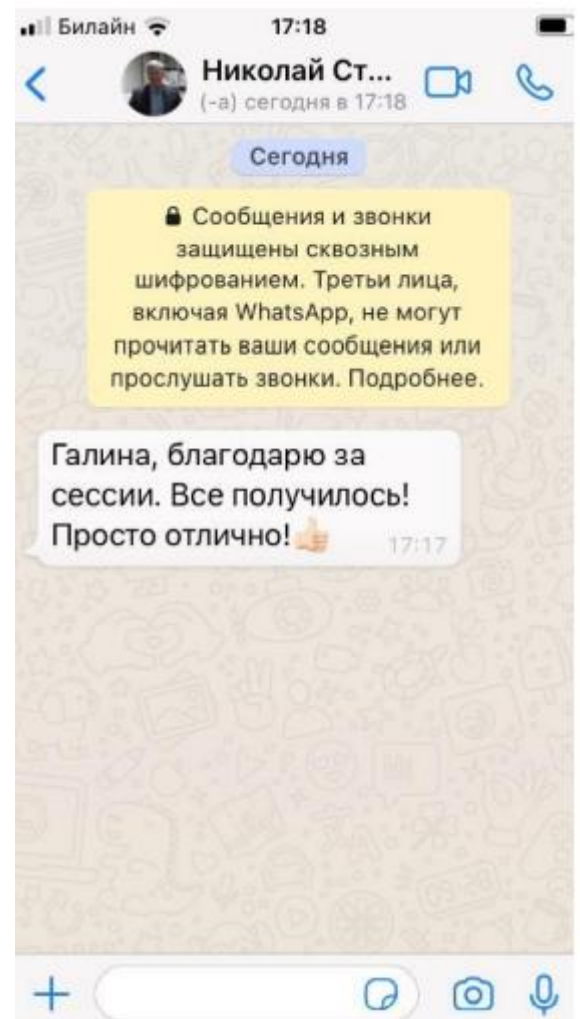 Билайн 17:18
Николай Ст...
(-а) сегодня в 17:18
Сегодня
Сообщения и звонки
защищены сквозным
шифрованием. Третьи лица,
включая WhatsApp, не могут
прочитать ваши сообщения или
прослушать звонки. Подробнее.
Галина, благодарю за
сессии. Все получилось!
Просто отлично!👍🏻 17:17